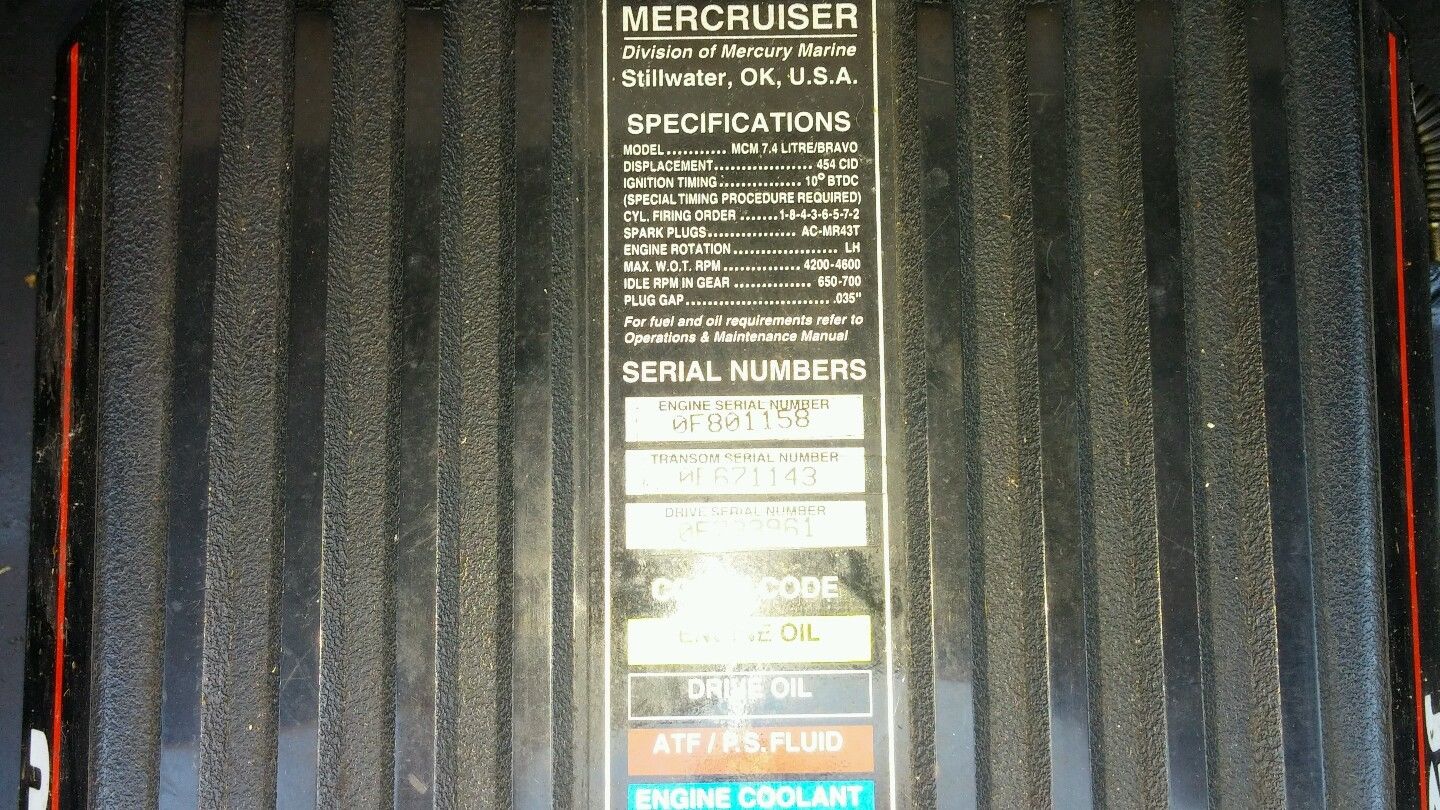 MERCRUISER
Division of Mercury Marine
Stillwater, OK, U.S.A.
SPECIFICATIONS
MODEL........... MCM 7.4 LITRE/BRAVO
DISPLACEMENT.................. 454 CID
IGNITION TIMING............... 10° BTDC
(SPECIAL TIMING PROCEDURE REQUIRED)
CYL. FIRING ORDER .......1-8-4-3-6-5-7-2
SPARK PLUGS................ AC-MR43T
ENGINE ROTATION.................. LH
MAX. W.O.T. RPM.............. 4200-4600
IDLE RPM IN GEAR .............. 650-700
PLUG GAP..........................035"
For fuel and oil requirements refer to
Operations & Maintenance Manual
SERIAL NUMBERS
ENGINE SERIAL NUMBER
0F801158
TRANSOM SERIAL NUMBER
DRIVE SERIAL NUMBER
CODE
ENGINE OIL
DRIVE OIL
ATF / P.S. FLUID
ENGINE COOLANT